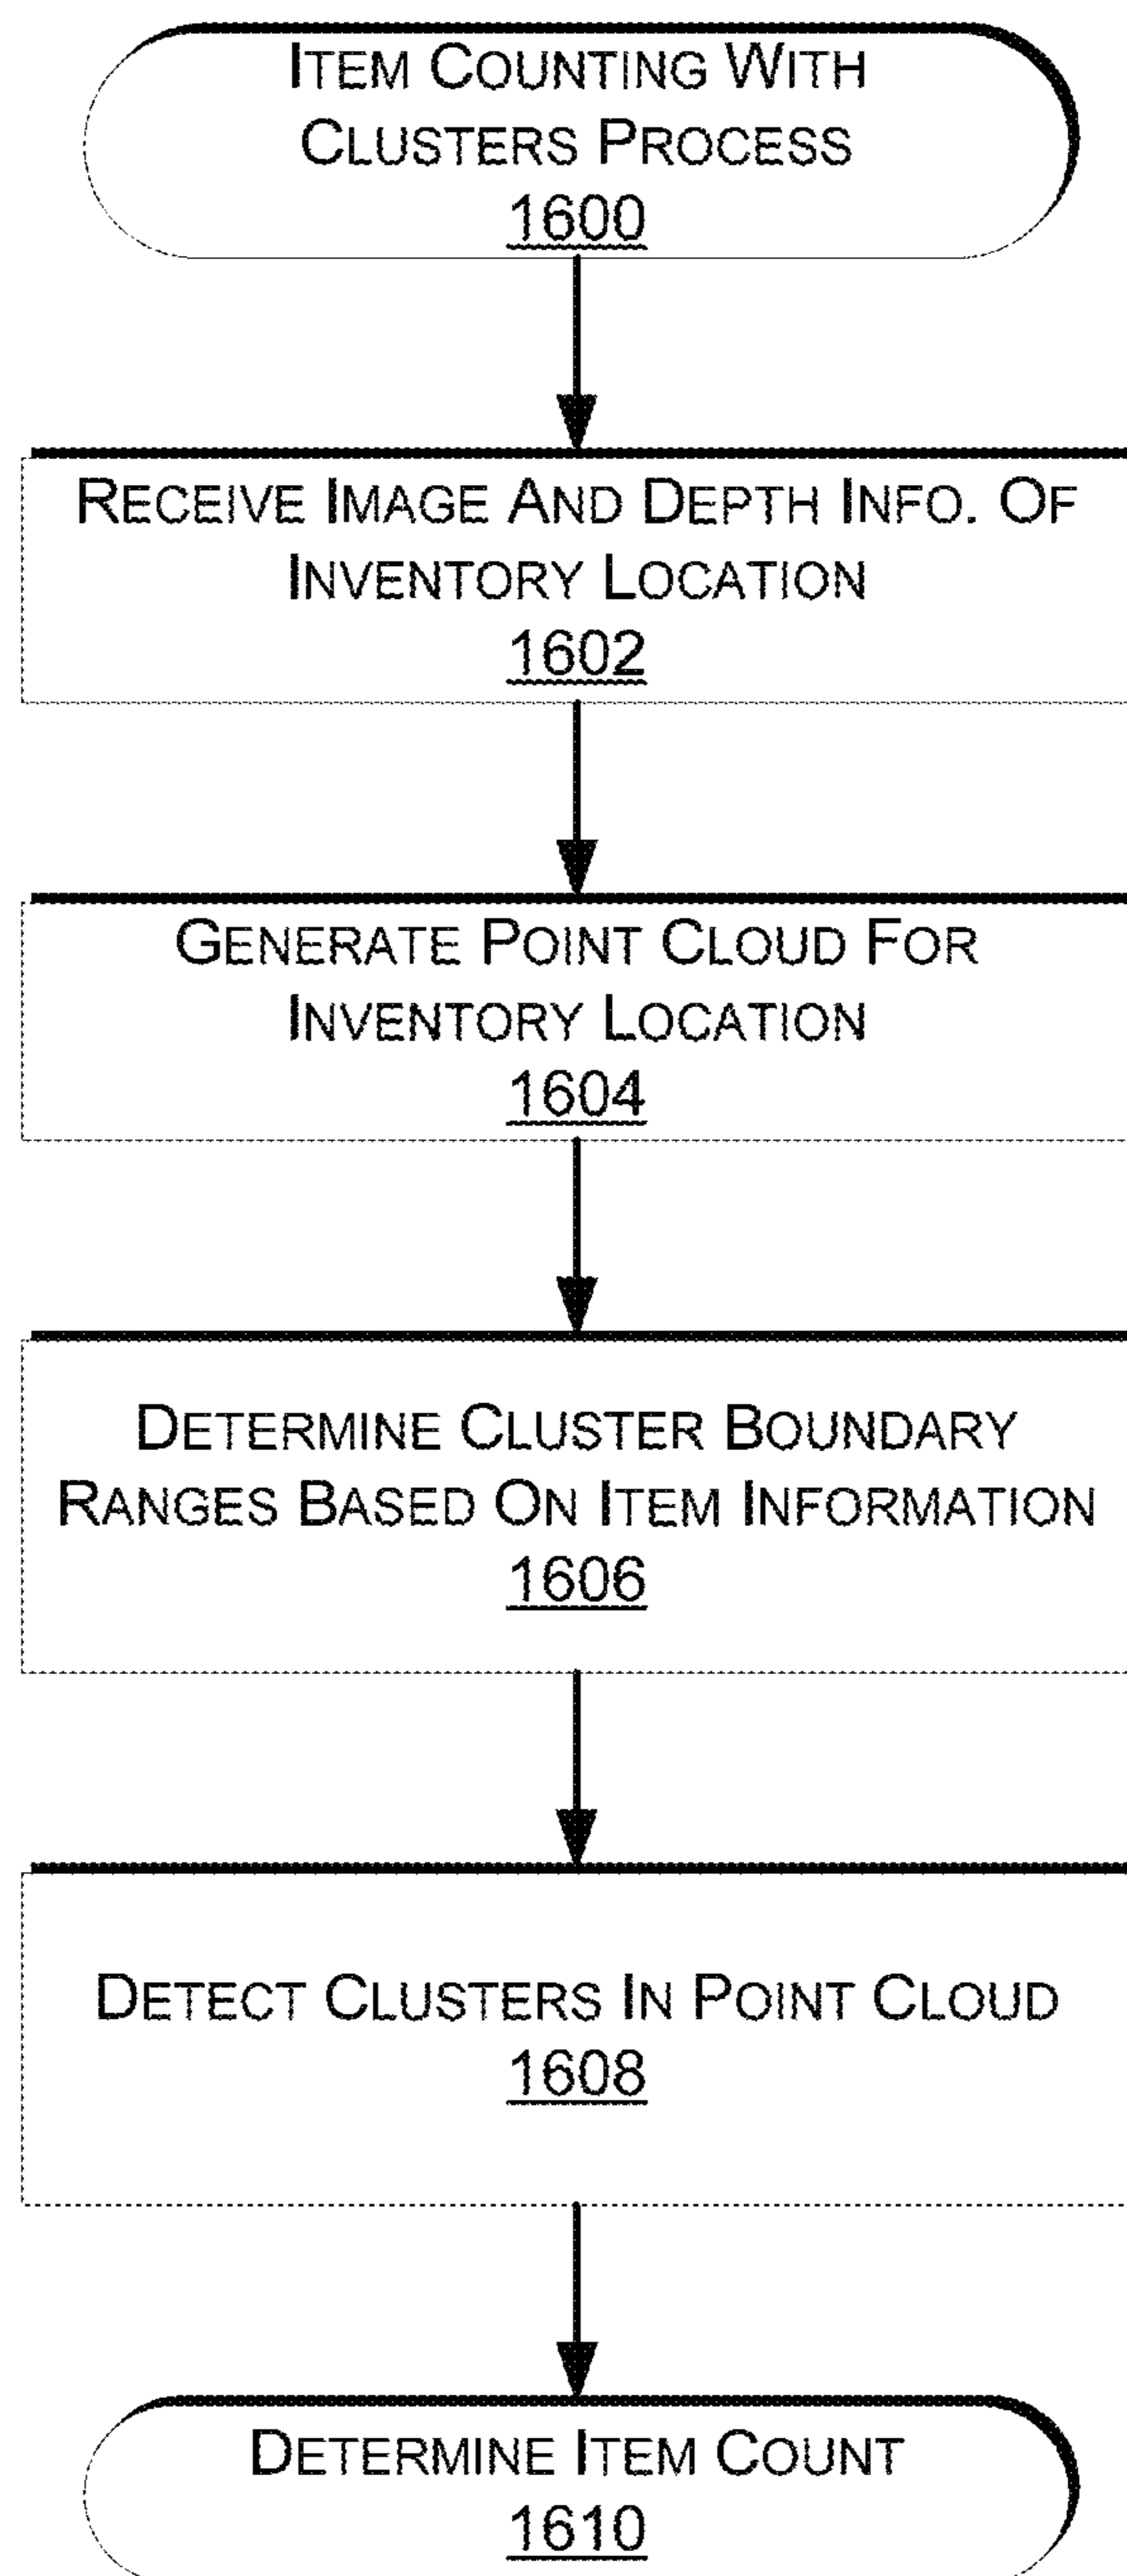 ITEM COUNTING WITH
CLUSTERS PROCESS
1600
RECEIVE IMAGE AND DEPTH INFO. OF
INVENTORY LOCATION
1602
GENERATE POINT CLOUD FOR
INVENTORY LOCATION
1604
DETERMINE CLUSTER BOUNDARY
RANGES BASED ON ITEM INFORMATION
1606
DETECT CLUSTERS IN POINT CLOUD
1608
DETERMINE ITEM COUNT
1610